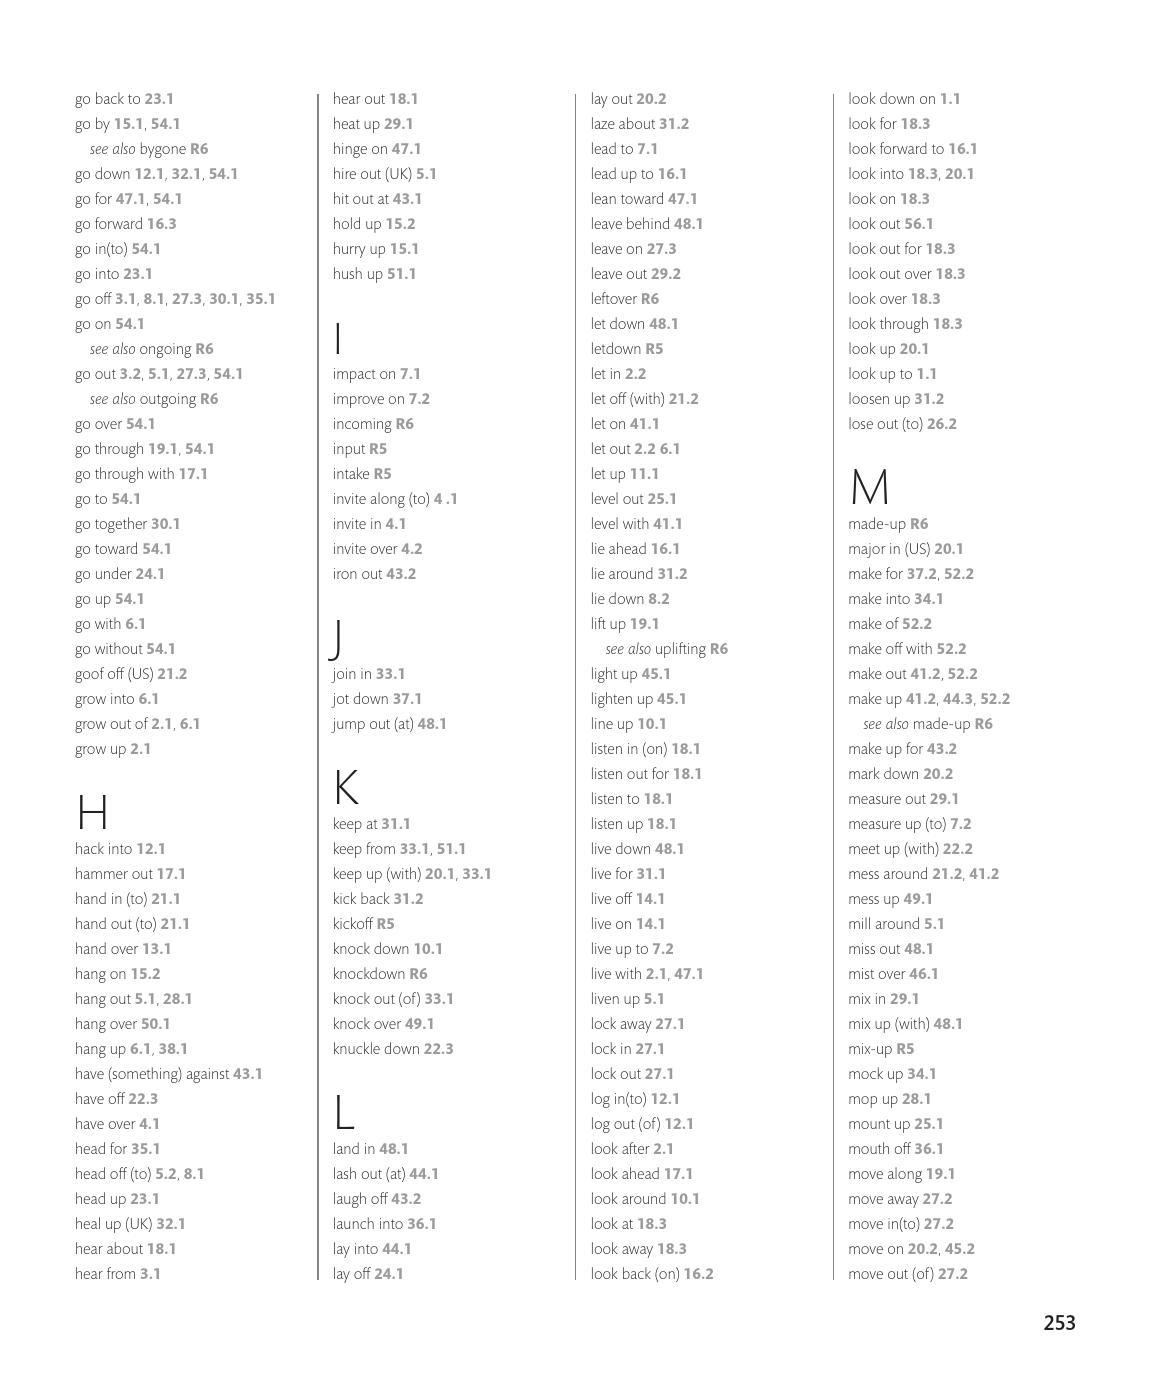 go back to 23.1
go by 15.1, 54.1
see also bygone R6
go down 12.1, 32.1, 54.1
go for 47.1, 54.1
go forward 16.3
go in(to) 54.1
go into 23.1
go off 3.1, 8.1, 27.3, 30.1, 35.1
go on 54.1
see also ongoing R6
go out 3.2, 5.1, 27.3, 54.1
see also outgoing R6
go over 54.1
go through 19.1, 54.1
go through with 17.1
go to 54.1
go together 30.1
go toward 54.1
go under 24.1
go up 54.1
go with 6.1
go without 54.1
goof off (US) 21.2
grow into 6.1
grow out of 2.1, 6.1
grow up 2.1
H
hack into 12.1
hammer out 17.1
hand in (to) 21.1
hand out (to) 21.1
hand over 13.1
hang on 15.2
hang out 5.1, 28.1
hang over 50.1
hang up 6.1, 38.1
have (something) against 43.1
have off 22.3
have over 4.1
head for 35.1
head off (to) 5.2, 8.1
head up 23.1
heal up (UK) 32.1
hear about 18.1
hear from 3.1
hear out 18.1
heat up 29.1
hinge on 47.1
hire out (UK) 5.1
hit out at 43.1
hold up 15.2
hurry up 15.1
hush up 51.1
I
impact on 7.1
improve on 7.2
incoming R6
input R5
intake R5
invite along (to) 4 .1
invite in 4.1
invite over 4.2
iron out 43.2
J
join in 33.1
jot down 37.1
jump out (at) 48.1
K
keep at 31.1
keep from 33.1, 51.1
keep up (with) 20.1, 33.1
kick back 31.2
kickoff R5
knock down 10.1
knockdown R6
knock out (of) 33.1
knock over 49.1
knuckle down 22.3
L
land in 48.1
lash out (at) 44.1
laugh off 43.2
launch into 36.1
lay into 44.1
lay off 24.1
lay out 20.2
laze about 31.2
lead to 7.1
lead up to 16.1
lean toward 47.1
leave behind 48.1
leave on 27.3
leave out 29.2
leftover R6
let down 48.1
letdown R5
let in 2.2
let off (with) 21.2
let on 41.1
let out 2.2 6.1
let up 11.1
level out 25.1
level with 41.1
lie ahead 16.1
lie around 31.2
lie down 8.2
lift up 19.1
see also uplifting R6
light up 45.1
lighten up 45.1
line up 10.1
listen in (on) 18.1
listen out for 18.1
listen to 18.1
listen up 18.1
live down 48.1
live for 31.1
live off 14.1
live on 14.1
live up to 7.2
live with 2.1, 47.1
liven up 5.1
lock away 27.1
lock in 27.1
lock out 27.1
log in(to) 12.1
log out (of) 12.1
look after 2.1
look ahead 17.1
look around 10.1
look at 18.3
look away 18.3
look back (on) 16.2
look down on 1.1
look for 18.3
look forward to 16.1
look into 18.3, 20.1
look on 18.3
look out 56.1
look out for 18.3
look out over 18.3
look over 18.3
look through 18.3
look up 20.1
look up to 1.1
loosen up 31.2
lose out (to) 26.2
M
made-up R6
major in (US) 20.1
make for 37.2, 52.2
make into 34.1
make of 52.2
make off with 52.2
make out 41.2, 52.2
make up 41.2, 44.3, 52.2
see also made-up R6
make up for 43.2
mark down 20.2
measure out 29.1
measure up (to) 7.2
meet up (with) 22.2
mess around 21.2, 41.2
mess up 49.1
mill around 5.1
miss out 48.1
mist over 46.1
mix in 29.1
mix up (with) 48.1
mix-up R5
mock up 34.1
mop up 28.1
mount up 25.1
mouth off 36.1
move along 19.1
move away 27.2
move in(to) 27.2
move on 20.2, 45.2
move out (of) 27.2
253